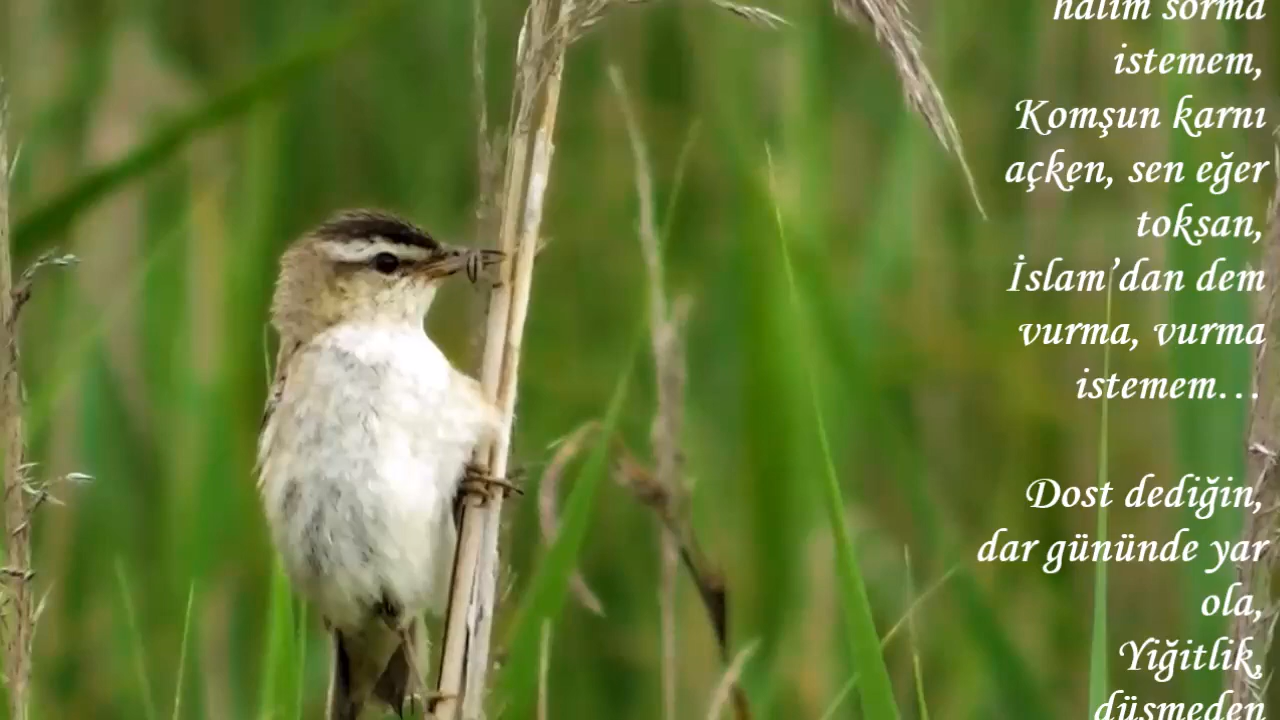 halim sorma
istemem,
Komşun karnı
açken, sen eğer
toksan,
İslam’dan dem
vurma, vurma
istemem…
Dost dediğin,
dar gününde yar
ola,
Yiğitlik,
düşmeden